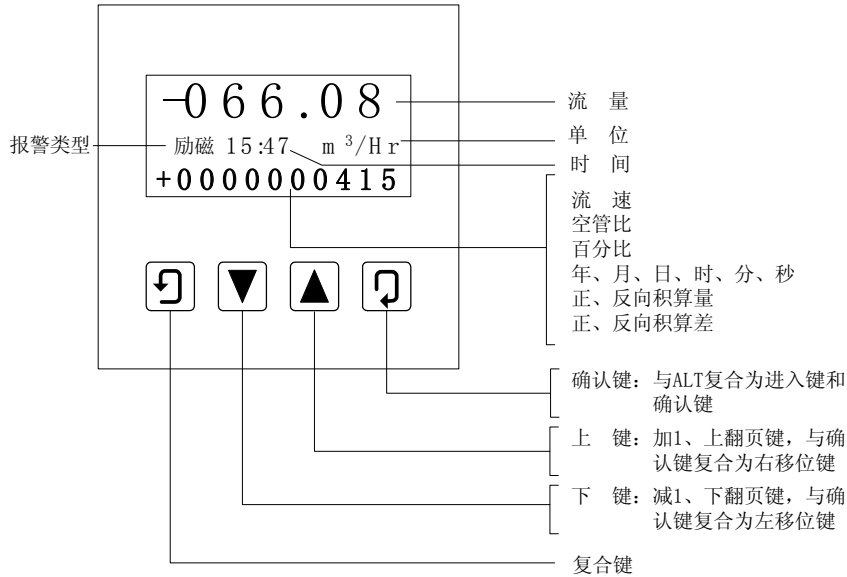 -066.08
励磁 15:47 m³/Hr
+0000000415
报警类型
流 量
单 位
时 间
流 速
空管比
百分比
年、月、日、时、分、秒
正、反向积算量
正、反向积算差
确认键：与ALT复合为进入键和
确认键
上 键：加1、上翻页键，与确
认键复合为右移位键
下 键：减1、下翻页键，与确
认键复合为左移位键
复合键